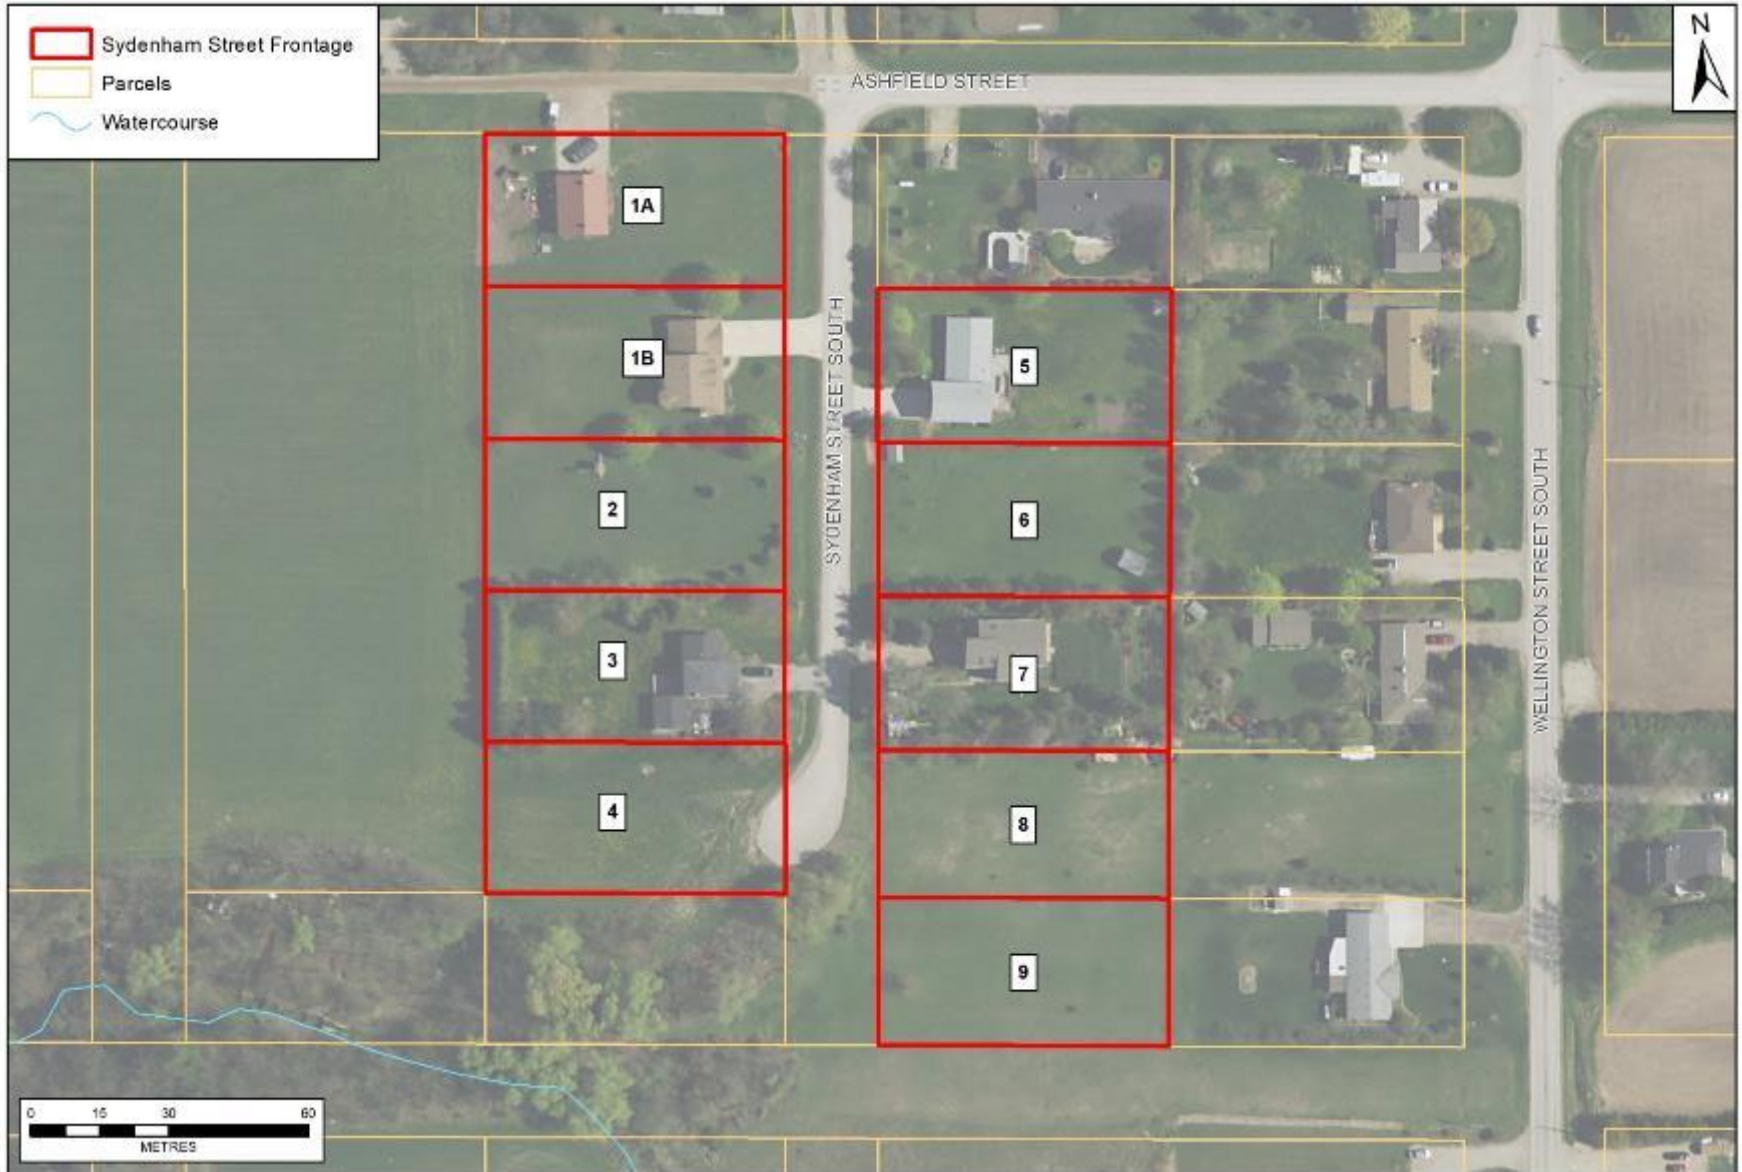 Sydenham Street Frontage
Parcels
Watercourse
N
ASHFIELD STREET
1A
1B
SYDENHAM STREET SOUTH
5
2
6
WELLINGTON STREET SOUTH
3
7
4
8
9
0 15 30 60
METRES